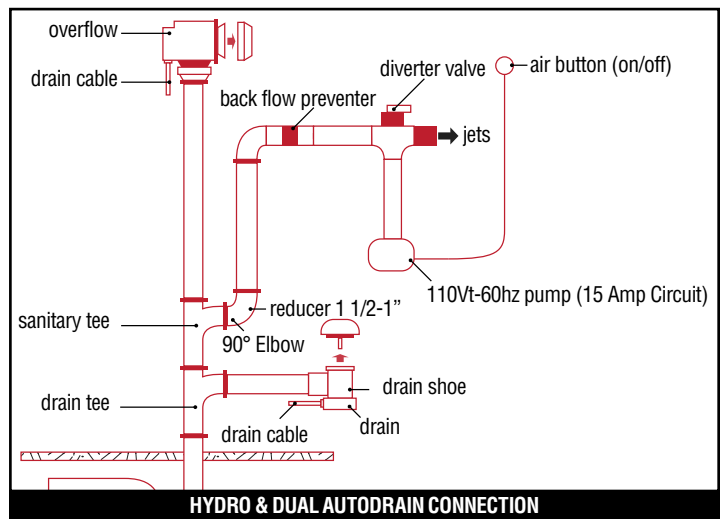 overflow
drain cable
back flow preventer
diverter valve
air button (on/off)
jets
110Vt-60hz pump (15 Amp Circuit)
sanitary tee
reducer 1 1/2-1”
90° Elbow
drain shoe
drain tee
drain cable
drain
HYDRO & DUAL AUTODRAIN CONNECTION